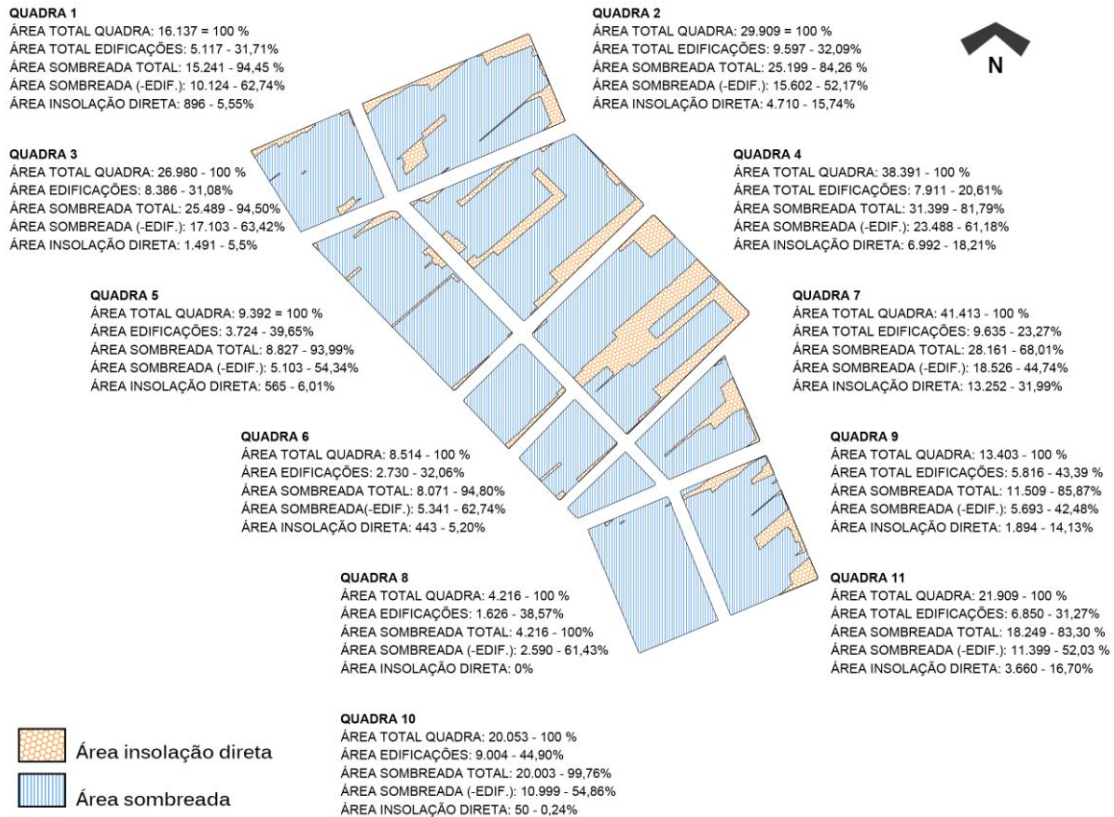 QUADRA 1
ÁREA TOTAL QUADRA: 16.137 = 100 %
ÁREA TOTAL EDIFICAÇÕES: 5.117 - 31,71%
ÁREA SOMBREADA TOTAL: 15.241 - 94,45 %
ÁREA SOMBREADA (-EDIF.): 10.124 - 62,74%
ÁREA INSOLAÇÃO DIRETA: 896 - 5,55%
QUADRA 2
ÁREA TOTAL QUADRA: 29.909 = 100 %
ÁREA TOTAL EDIFICAÇÕES: 9.597 - 32,09%
ÁREA SOMBREADA TOTAL: 25.199 - 84,26 %
ÁREA SOMBREADA (-EDIF.): 15.602 - 52,17%
ÁREA INSOLAÇÃO DIRETA: 4.710 - 15,74%
N
QUADRA 3
ÁREA TOTAL QUADRA: 26.980 - 100 %
ÁREA EDIFICAÇÕES: 8.386 - 31,08%
ÁREA SOMBREADA TOTAL: 25.489 - 94,50%
ÁREA SOMBREADA (-EDIF.): 17.103 - 63,42%
ÁREA INSOLAÇÃO DIRETA: 1.491 - 5,5%
QUADRA 4
ÁREA TOTAL QUADRA: 38.391 - 100 %
ÁREA TOTAL EDIFICAÇÕES: 7.911 - 20,61%
ÁREA SOMBREADA TOTAL: 31.399 - 81,79%
ÁREA SOMBREADA (-EDIF.): 23.488 - 61,18%
ÁREA INSOLAÇÃO DIRETA: 6.992 - 18,21%
QUADRA 5
ÁREA TOTAL QUADRA: 9.392 = 100 %
ÁREA EDIFICAÇÕES: 3.724 - 39,65%
ÁREA SOMBREADA TOTAL: 8.827 - 93,99%
ÁREA SOMBREADA (-EDIF.): 5.103 - 54,34%
ÁREA INSOLAÇÃO DIRETA: 565 - 6,01%
QUADRA 7
ÁREA TOTAL QUADRA: 41.413 - 100%
ÁREA TOTAL EDIFICAÇÕES: 9.635 - 23,27%
ÁREA SOMBREADA TOTAL: 28.161 - 68,01%
ÁREA SOMBREADA (-EDIF.): 18.526 - 44,74%
ÁREA INSOLAÇÃO DIRETA: 13.252 - 31,99%
QUADRA 6
ÁREA TOTAL QUADRA: 8.514 - 100 %
ÁREA EDIFICAÇÕES: 2.730 - 32,06%
ÁREA SOMBREADA TOTAL: 8.071 - 94,80%
ÁREA SOMBREADA(-EDIF.): 5.341 - 62,74%
ÁREA INSOLAÇÃO DIRETA: 443 - 5,20%
QUADRA 9
ÁREA TOTAL QUADRA: 13.403 - 100%
ÁREA TOTAL EDIFICAÇÕES: 5.816 - 43,39 %
ÁREA SOMBREADA TOTAL: 11.509 - 85,87%
ÁREA SOMBREADA (-EDIF.): 5.693 - 42,48%
ÁREA INSOLAÇÃO DIRETA: 1.894 - 14,13%
QUADRA 8
ÁREA TOTAL QUADRA: 4.216 - 100 %
ÁREA EDIFICAÇÕES: 1.626 - 38,57%
ÁREA SOMBREADA TOTAL: 4.216 - 100%
ÁREA SOMBREADA (-EDIF.): 2.590 - 61,43%
ÁREA INSOLAÇÃO DIRETA: 0%
QUADRA 11
ÁREA TOTAL QUADRA: 21.909 - 100 %
ÁREA TOTAL EDIFICAÇÕES: 6.850 - 31,27%
ÁREA SOMBREADA TOTAL: 18.249 - 83,30 %
ÁREA SOMBREADA (-EDIF.): 11.399 - 52,03 %
ÁREA INSOLAÇÃO DIRETA: 3.660 - 16,70%
QUADRA 10
ÁREA TOTAL QUADRA: 20.053 - 100 %
ÁREA EDIFICAÇÕES: 9.004 - 44,90%
ÁREA SOMBREADA TOTAL: 20.003 - 99,76%
ÁREA SOMBREADA (-EDIF.): 10.999 - 54,86%
ÁREA INSOLAÇÃO DIRETA: 50 - 0,24%
Área insolação direta
Área sombreada